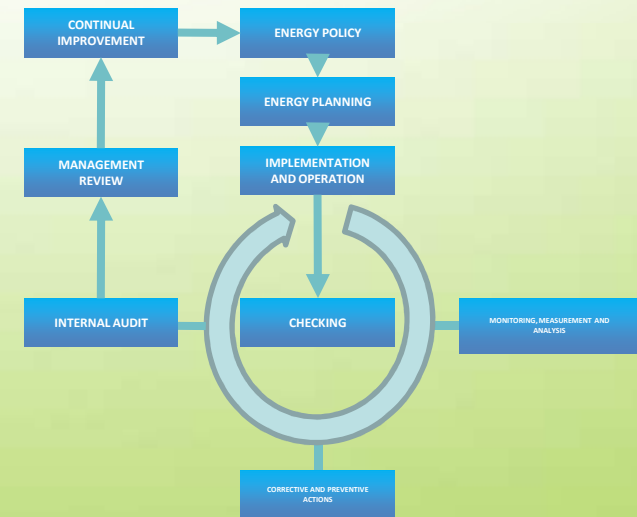 CONTINUAL
IMPROVEMENT
ENERGY POLICY
ENERGY PLANNING
MANAGEMENT
REVIEW
IMPLEMENTATION
AND OPERATION
INTERNAL AUDIT
CHECKING
MONITORING, MEASUREMENT AND
ANALYSIS
CORRECTIVE AND PREVENTIVE
ACTIONS